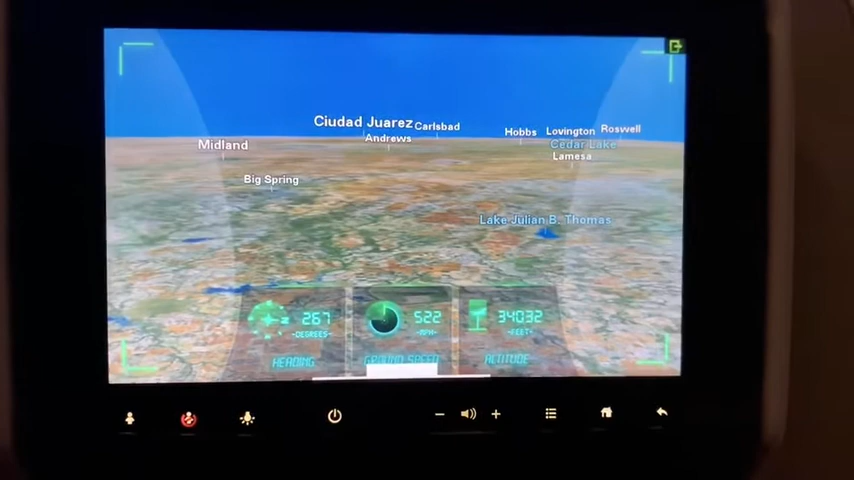 Ciudad Juarez
Carlsbad
Hobbs
Lovington
Roswell
Midland
Andrews
Cedar Lake
Lamesa
Big Spring
Lake Julian B. Thomas
267
-DEGREES-
HEADING
522
-MPH-
GROUND SPEED
34032
-FEET-
ALTITUDE